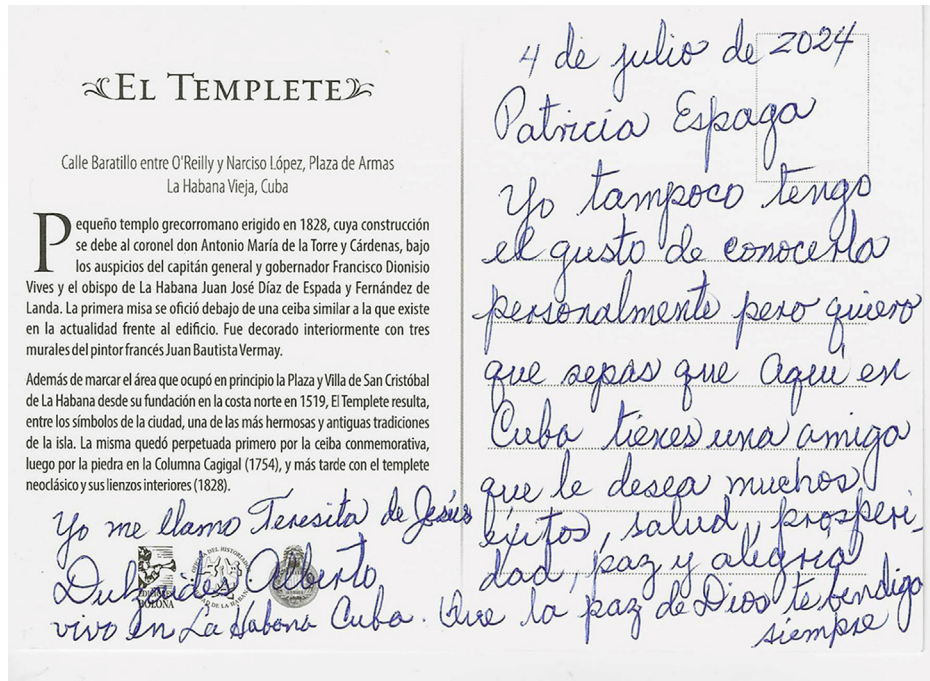 EL TEMPLETE
Calle Baratillo entre O'Reilly y Narciso López, Plaza de Armas
La Habana Vieja, Cuba
Pequeño templo grecorromano erigido en 1828, cuya construcción
se debe al coronel don Antonio María de la Torre y Cárdenas, bajo
los auspicios del capitán general y gobernador Francisco Dionisio
Vives y el obispo de La Habana Juan José Díaz de Espada y Fernández de
Landa. La primera misa se ofició debajo de una ceiba similar a la que existe
en la actualidad frente al edificio. Fue decorado interiormente con tres
murales del pintor francés Juan Bautista Vermay.
Además de marcar el área que ocupó en principio la Plaza y Villa de San Cristóbal
de La Habana desde su fundación en la costa norte en 1519, El Templete resulta,
entre los símbolos de la ciudad, una de las más hermosas y antiguas tradiciones
de la isla. La misma quedó perpetuada primero por la ceiba conmemorativa,
luego por la piedra en la Columna Cagigal (1754), y más tarde con el templete
neoclásico y sus lienzos interiores (1828).
Yo me llamo Teresita de Jesús
Alberto
EDICIONES
BOLOÑA
vivo en La Habana Cuba. Que la paz de Dios te bendiga
siempre
4 de julio de 2024
Patricia Espaga
Yo tampoco tengo
el gusto de conocerla
personalmente pero quiero
que sepas que Aquí en
Cuba tienes una amiga
que le desea muchos
éxitos, salud, prosperi-
dad, paz y alegría